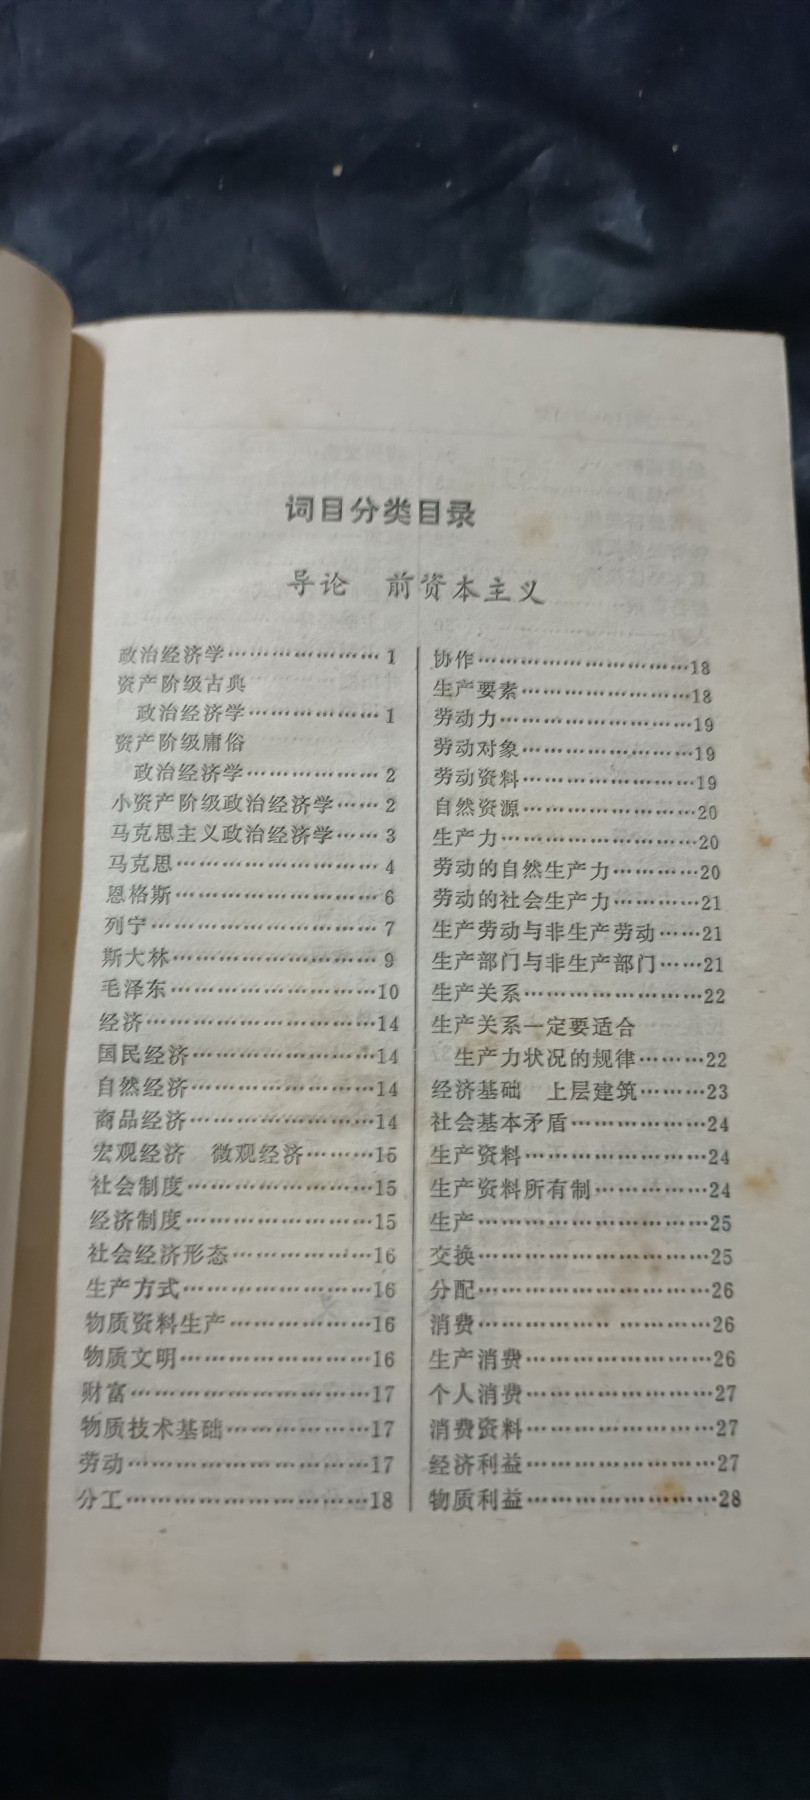 词目分类目录
导论 前资本主义
政治经济学…………………1
资产阶级古典
政治经济学………………1
资产阶级庸俗
政治经济学………………2
小资产阶级政治经济学……2
马克思主义政治经济学……3
马克思………………………4
恩格斯………………………6
列宁…………………………7
斯大林………………………9
毛泽东………………………10
经济…………………………14
国民经济……………………14
自然经济……………………14
商品经济……………………14
宏观经济 微观经济………15
社会制度……………………15
经济制度……………………15
社会经济形态………………16
生产方式……………………16
物质资料生产………………16
物质文明……………………16
财富…………………………17
物质技术基础………………17
劳动…………………………17
分工…………………………18
协作…………………………18
生产要素……………………18
劳动力………………………19
劳动对象……………………19
劳动资料……………………19
自然资源……………………20
生产力………………………20
劳动的自然生产力…………20
劳动的社会生产力…………21
生产劳动与非生产劳动……21
生产部门与非生产部门……21
生产关系……………………22
生产关系一定要适合
生产力状况的规律………22
经济基础 上层建筑………23
社会基本矛盾………………24
生产资料……………………24
生产资料所有制……………24
生产…………………………25
交换…………………………25
分配…………………………26
消费…………………………26
生产消费……………………26
个人消费……………………27
消费资料……………………27
经济利益……………………27
物质利益……………………28